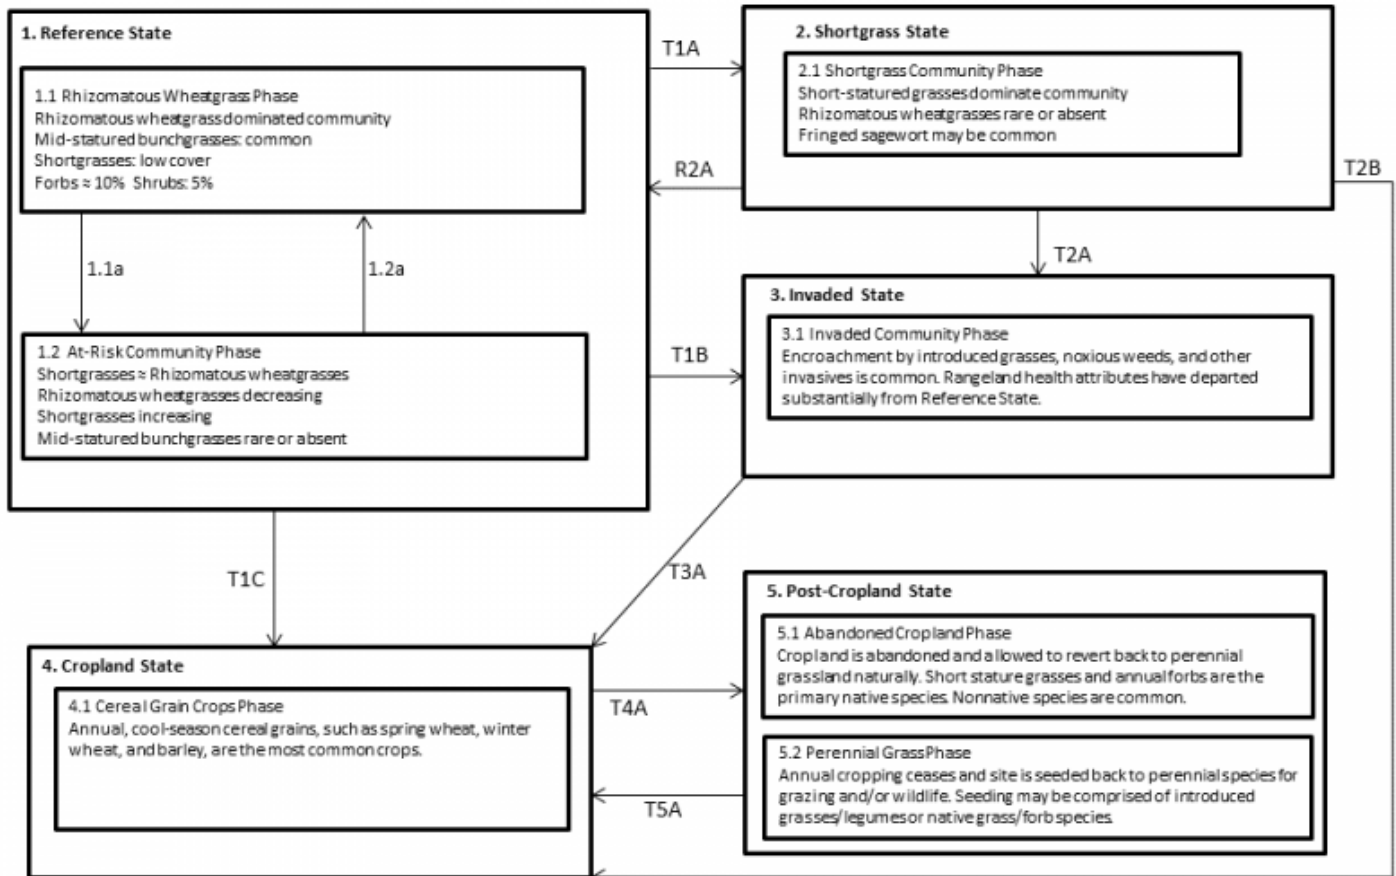 1. Reference State
1.1 Rhizomatous Wheatgrass Phase
Rhizomatous wheatgrass dominated community
Mid-statured bunchgrasses: common
Shortgrasses: low cover
Forbs ≈ 10% Shrubs: 5%
1.1a
1.2a
1.2 At-Risk Community Phase
Shortgrasses ≈ Rhizomatous wheatgrasses
Rhizomatous wheatgrasses decreasing
Shortgrasses increasing
Mid-statured bunchgrasses rare or absent
T1A
R2A
T1B
2. Shortgrass State
2.1 Shortgrass Community Phase
Short-statured grasses dominate community
Rhizomatous wheatgrasses rare or absent
Fringed sagewort may be common
T2B
T2A
3. Invaded State
3.1 Invaded Community Phase
Encroachment by introduced grasses, noxious weeds, and other
invasives is common. Rangeland health attributes have departed
substantially from Reference State.
T1C
T3A
4. Cropland State
4.1 Cereal Grain Crops Phase
Annual, cool-season cereal grains, such as spring wheat, winter
wheat, and barley, are the most common crops.
T4A
T5A
5. Post-Cropland State
5.1 Abandoned Cropland Phase
Cropland is abandoned and allowed to revert back to perennial
grassland naturally. Short stature grasses and annual forbs are the
primary native species. Nonnative species are common.
5.2 Perennial Grass Phase
Annual cropping ceases and site is seeded back to perennial species for
grazing and/or wildlife. Seeding may be comprised of introduced
grasses/legumes or native grass/forb species.